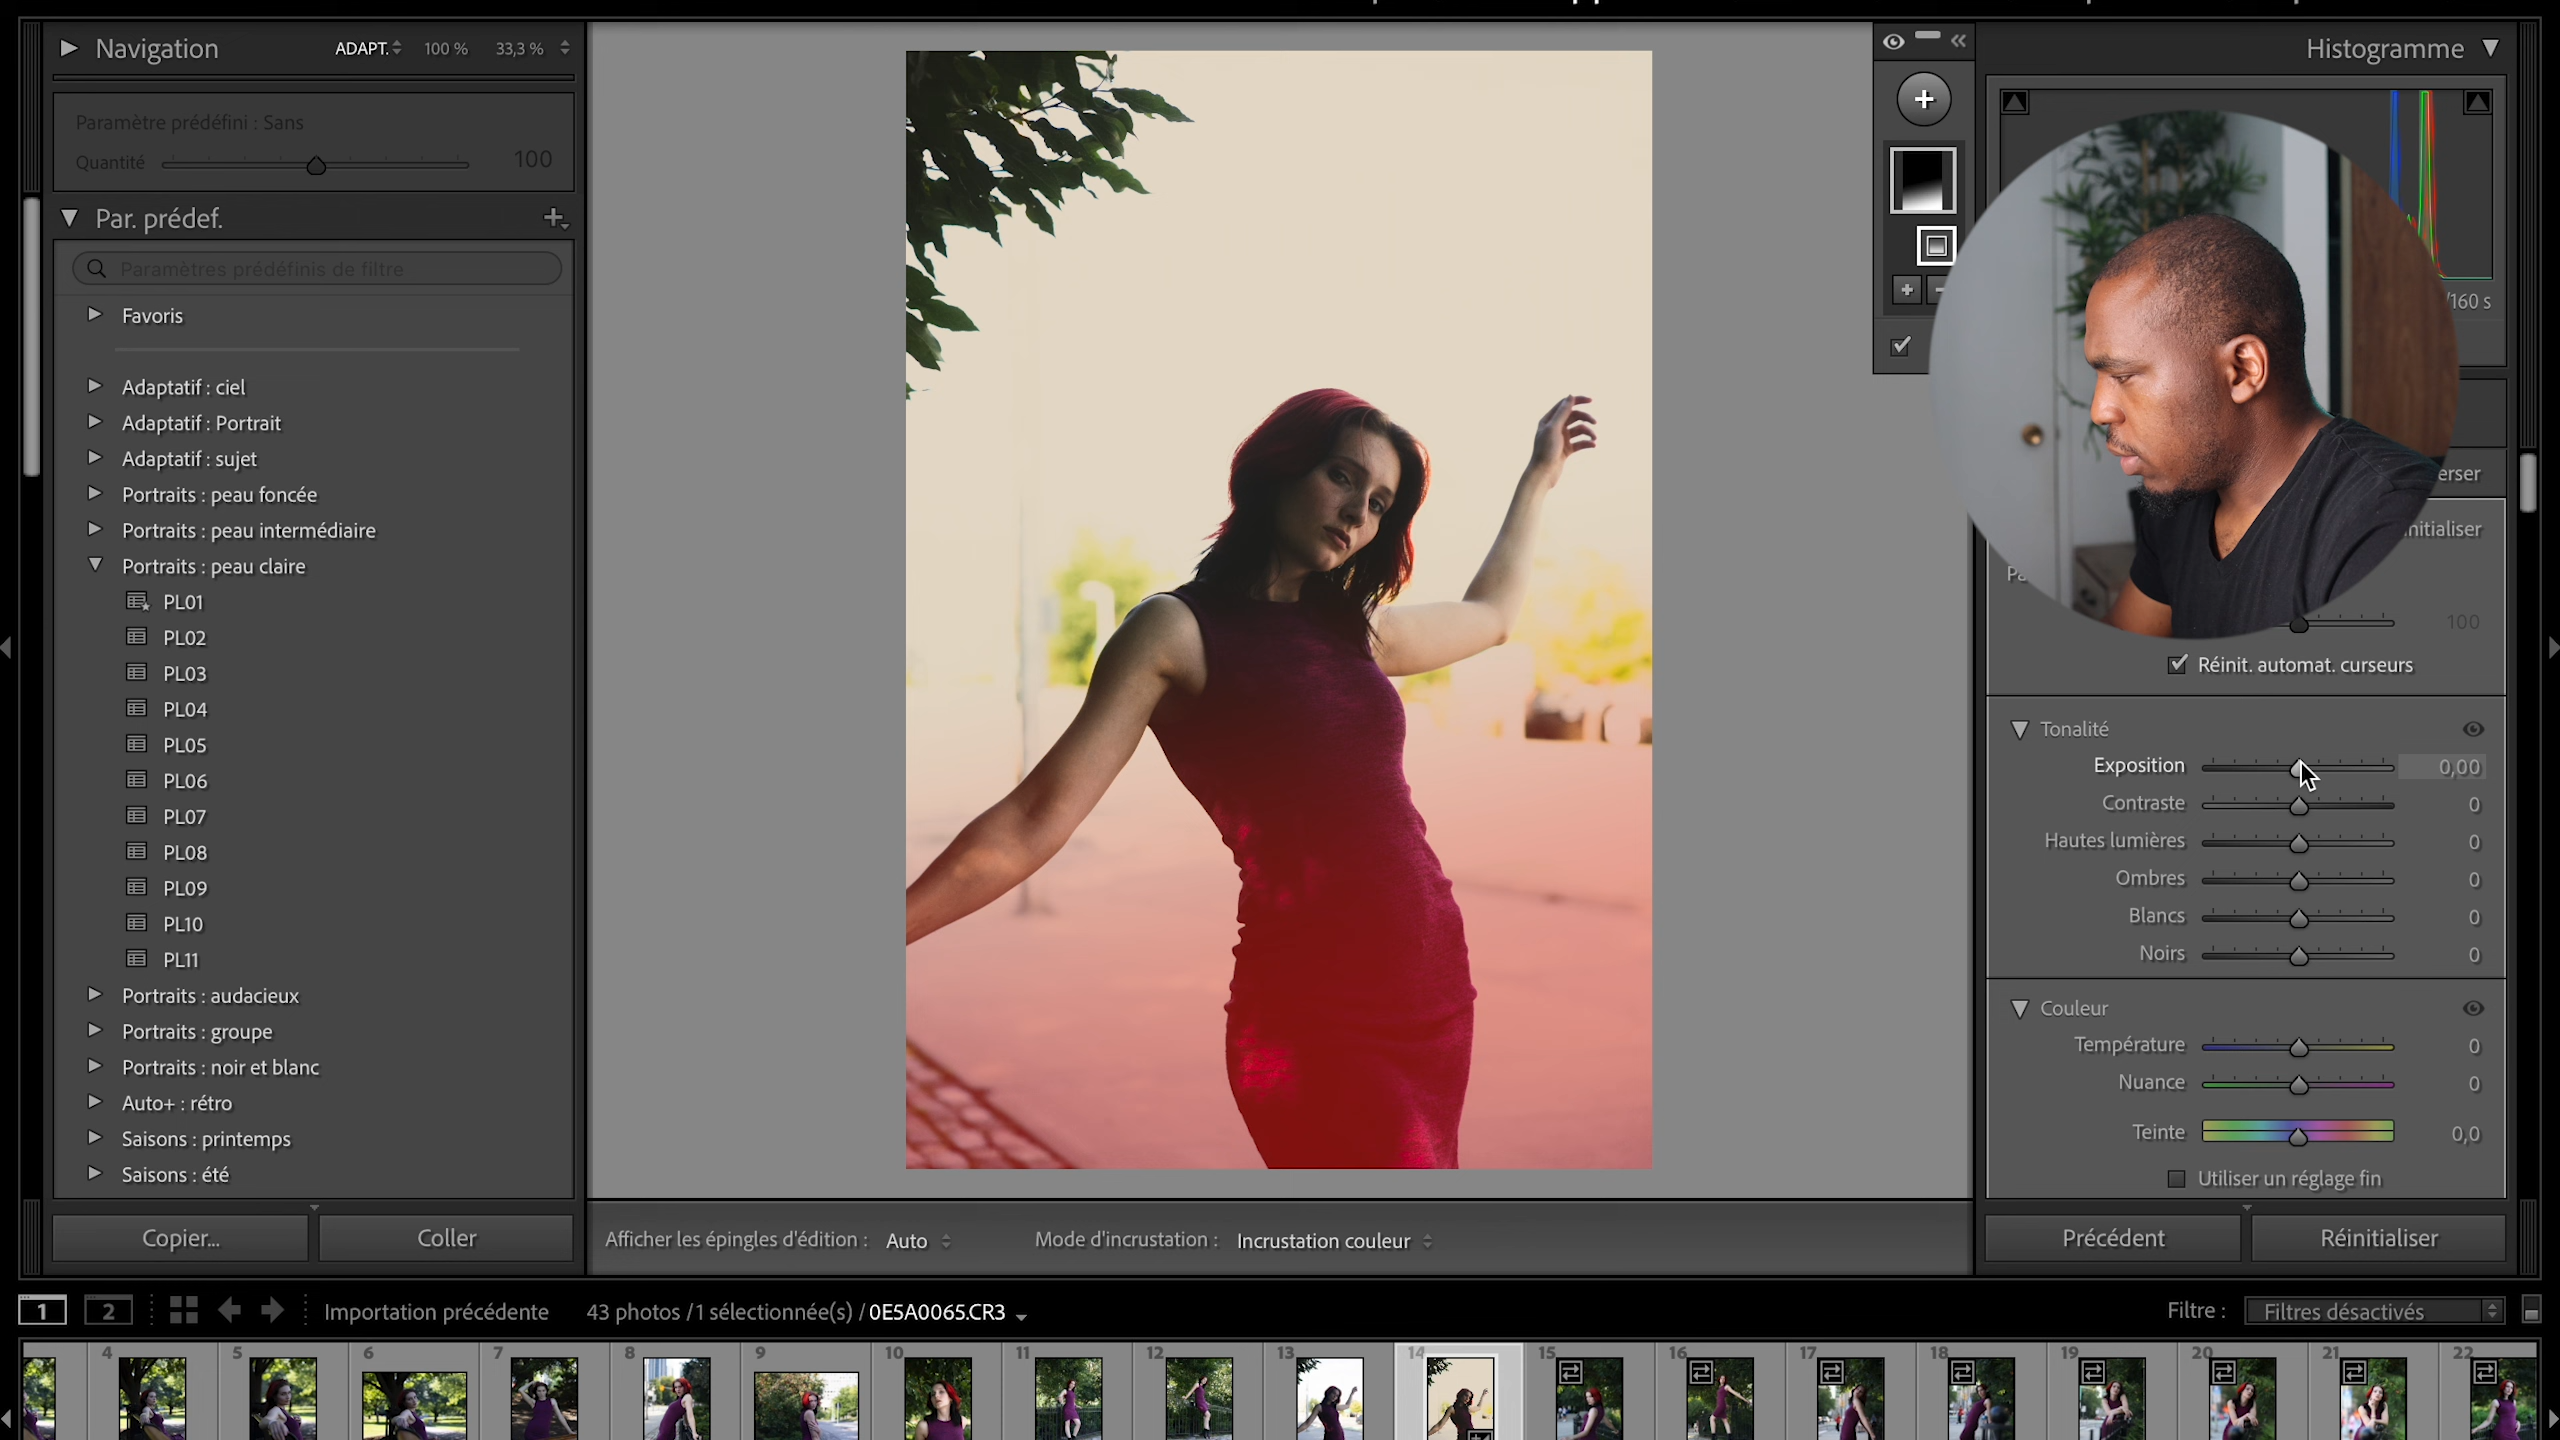 Navigation ADAPT. 100 % 33,3 %
Paramètre prédéfini : Sans
Quantité 100
Par. prédef.
Paramètres prédéfinis de filtre
Favoris
Adaptatif : ciel
Adaptatif : Portrait
Adaptatif : sujet
Portraits : peau foncée
Portraits : peau intermédiaire
Portraits : peau claire
PL01
PL02
PL03
PL04
PL05
PL06
PL07
PL08
PL09
PL10
PL11
Portraits : audacieux
Portraits : groupe
Portraits : noir et blanc
Auto+ : rétro
Saisons : printemps
Saisons : été
Copier... Coller
Afficher les épingles d'édition : Auto Mode d'incrustation : Incrustation couleur
Histogramme
/160 s
erser
nitialiser
100
Réinit. automat. curseurs
Tonalité
Exposition 0,00
Contraste 0
Hautes lumières 0
Ombres 0
Blancs 0
Noirs 0
Couleur
Température 0
Nuance 0
Teinte 0,0
Utiliser un réglage fin
Précédent Réinitialiser
1 2 Importation précédente 43 photos /1 sélectionnée(s) /0E5A0065.CR3 Filtre : Filtres désactivés
4 5 6 7 8 9 10 11 12 13 14 15 16 17 18 19 20 21 22